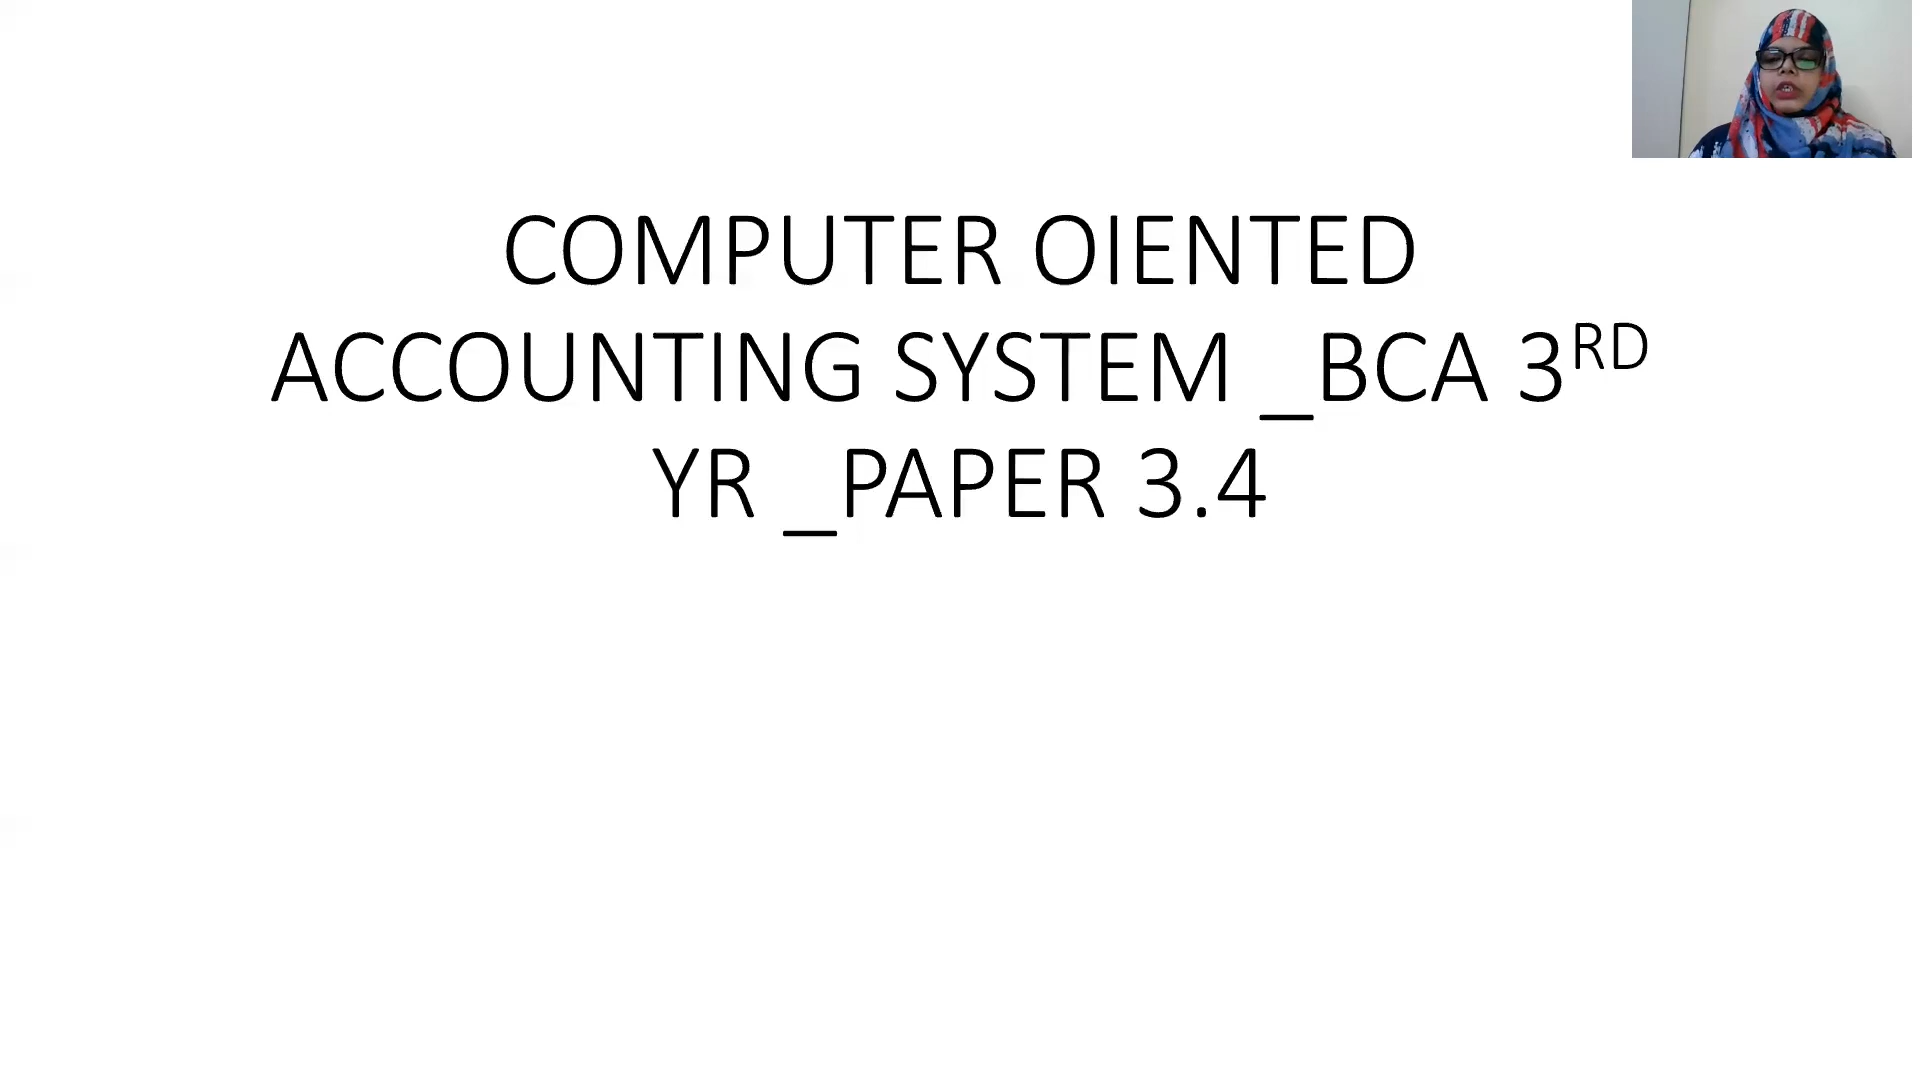 COMPUTER OIENTED
ACCOUNTING SYSTEM _BCA 3RD
YR _PAPER 3.4